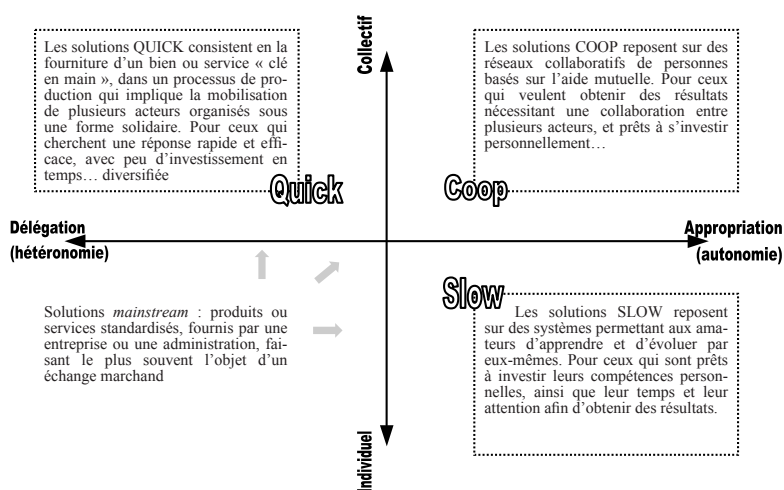 Collectif
Les solutions QUICK consistent en la
fourniture d’un bien ou service « clé
en main », dans un processus de pro-
duction qui implique la mobilisation
de plusieurs acteurs organisés sous
une forme solidaire. Pour ceux qui
cherchent une réponse rapide et effi-
cace, avec peu d’investissement en
temps… diversifiée
Quick
Les solutions COOP reposent sur des
réseaux collaboratifs de personnes
basés sur l’aide mutuelle. Pour ceux
qui veulent obtenir des résultats
nécessitant une collaboration entre
plusieurs acteurs, et prêts à s’investir
personnellement…
Coop
Délégation
(hétéronomie)
Appropriation
(autonomie)
Solutions mainstream : produits ou
services standardisés, fournis par une
entreprise ou une administration, fai-
sant le plus souvent l’objet d’un
échange marchand
Slow
Les solutions SLOW reposent
sur des systèmes permettant aux ama-
teurs d’apprendre et d’évoluer par
eux-mêmes. Pour ceux qui sont prêts
à investir leurs compétences person-
nelles, ainsi que leur temps et leur
attention afin d’obtenir des résultats.
Individuel